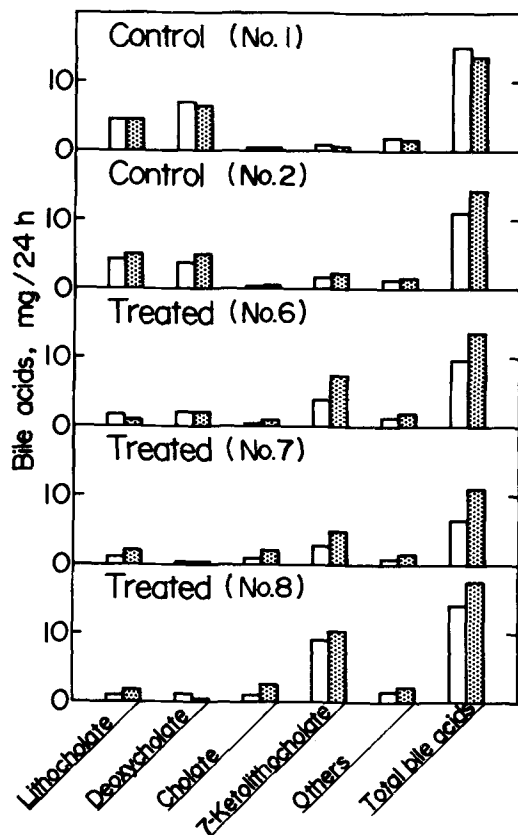 Bile acids, mg/24 h
Control (No. 1)
10
0
Control (No.2)
10
0
Treated (No.6)
10
0
Treated (No.7)
10
0
Treated (No.8)
10
0
Lithocholate
Deoxycholate
Cholate
7-Ketolithocholate
Others
Total bile acids